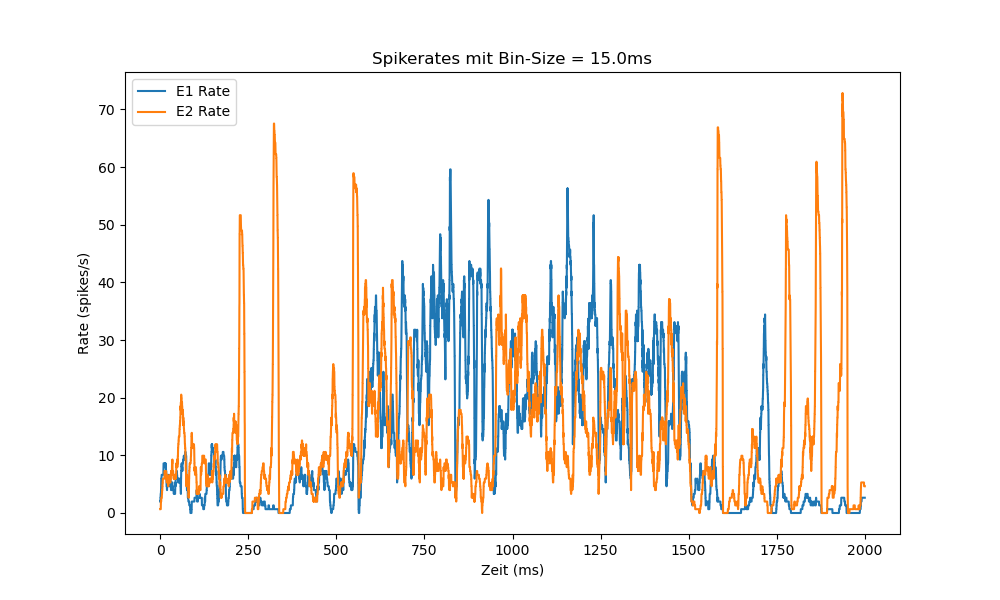 Spikerates mit Bin-Size = 15.0ms
E1 Rate
E2 Rate
70
60
50
40
30
20
10
0
Rate (spikes/s)
0 250 500 750 1000 1250 1500 1750 2000
Zeit (ms)